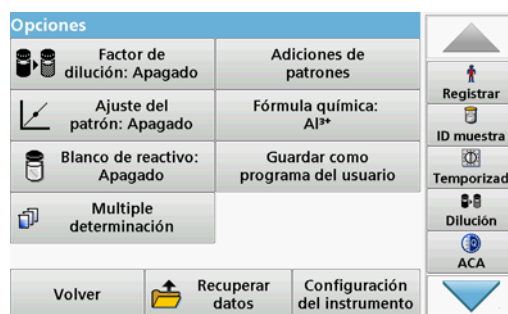 Opciones
Factor de
dilución: Apagado
Adiciones de
patrones
Ajuste del
patrón: Apagado
Fórmula química:
Al³⁺
Blanco de reactivo:
Apagado
Guardar como
programa del usuario
Multiple
determinación
Volver
Recuperar
datos
Configuración
del instrumento
Registrar
ID muestra
Temporizad
Dilución
ACA